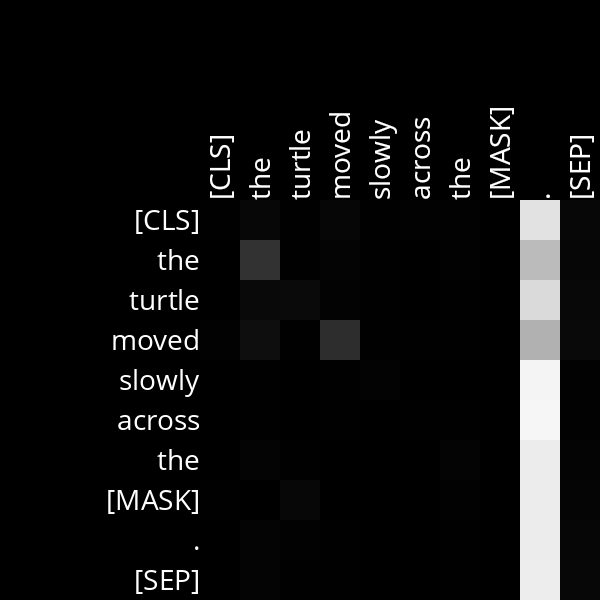 [CLS] the turtle moved slowly across the [MASK] . [SEP]
[CLS]
the
turtle
moved
slowly
across
the
[MASK]
.
[SEP]